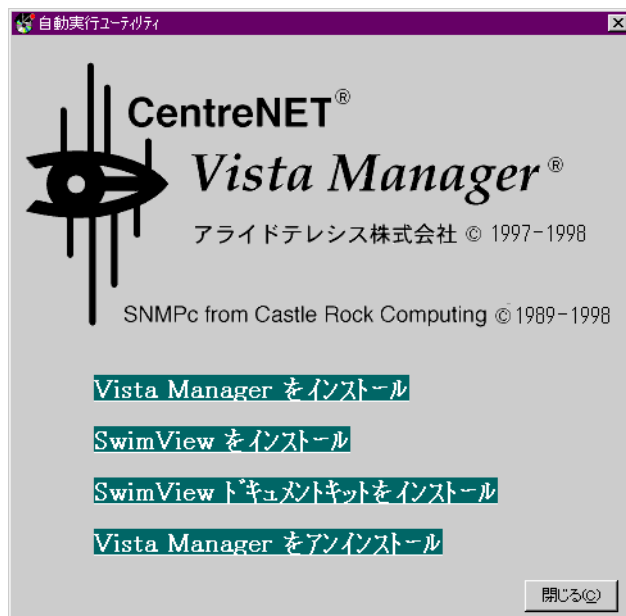 自動実行ﾕｰﾃｨﾘﾃｨ
CentreNET®
Vista Manager®
アライドテレシス株式会社 © 1997-1998
SNMPc from Castle Rock Computing ©1989-1998
Vista Manager をｲﾝｽﾄｰﾙ
SwimView をｲﾝｽﾄｰﾙ
SwimView ﾄﾞｷｭﾒﾝﾄｷｯﾄをｲﾝｽﾄｰﾙ
Vista Manager をｱﾝｲﾝｽﾄｰﾙ
閉じる(C)